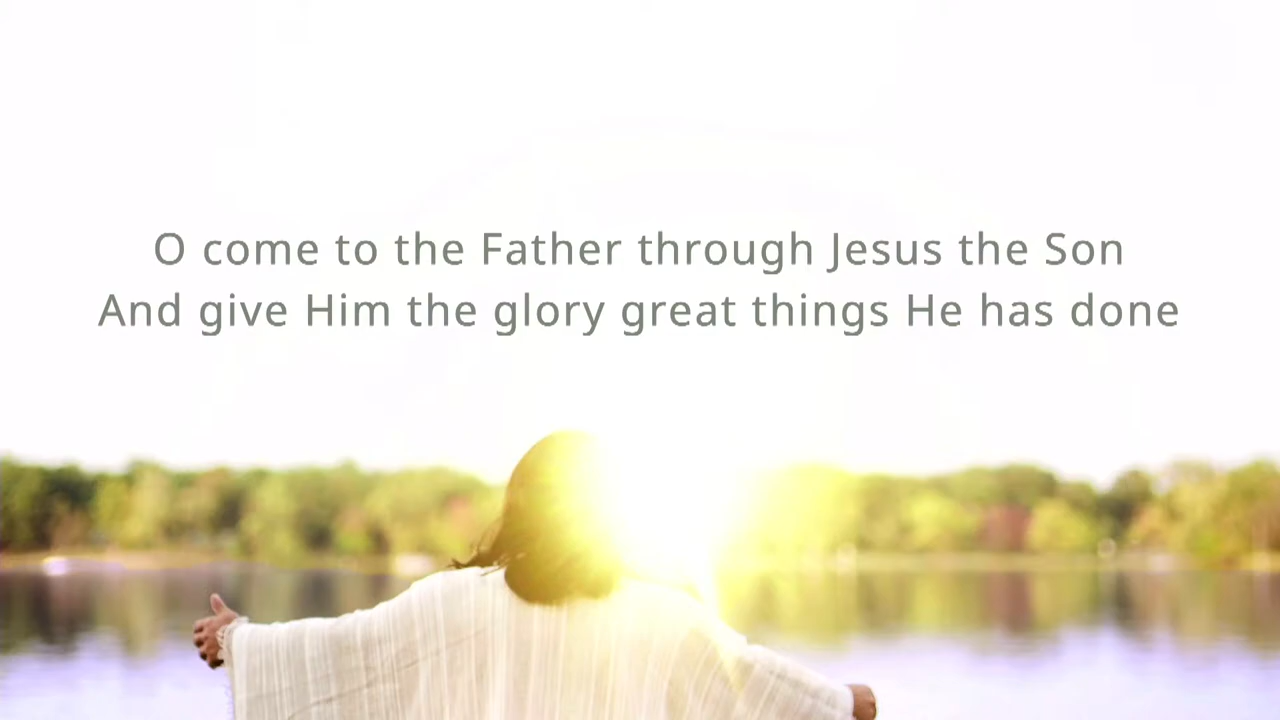 O come to the Father through Jesus the Son
And give Him the glory great things He has done